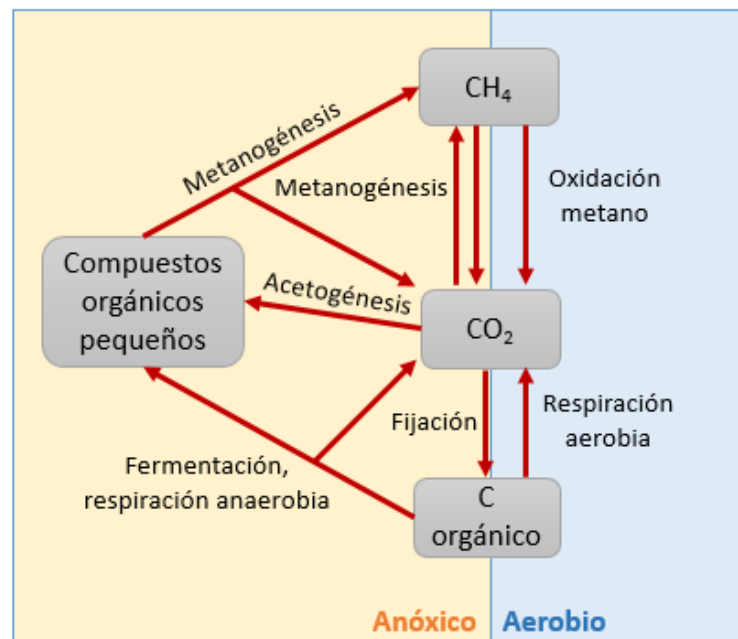 CH₄
Metanogénesis
Metanogénesis
Oxidación
metano
Compuestos
orgánicos
pequeños
Acetogénesis
CO₂
Fijación
Respiración
aerobia
Fermentación,
respiración anaerobia
C
orgánico
Anóxico
Aerobio